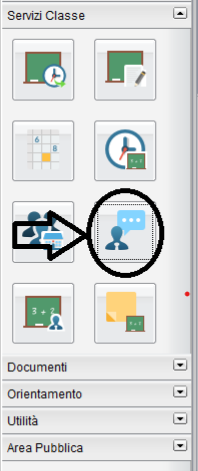 Servizi Classe
6
8
3 + 2
Documenti
Orientamento
Utilità
Area Pubblica